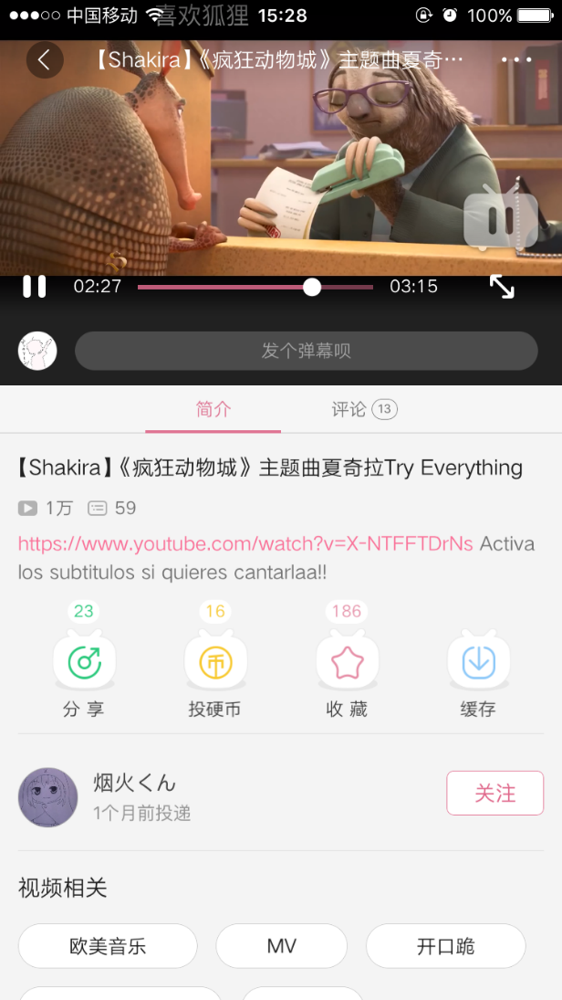 中国移动 喜欢狐狸 15:28 100%
【Shakira】《疯狂动物城》主题曲夏奇…
02:27 03:15
发个弹幕呗
简介 评论 13
【Shakira】《疯狂动物城》主题曲夏奇拉Try Everything
1万 59
https://www.youtube.com/watch?v=X-NTFFTDrNs Activa
los subtitulos si quieres cantarlaa!!
23 16 186
币
分享 投硬币 收藏 缓存
烟火くん
1个月前投递
关注
视频相关
欧美音乐 MV 开口跪